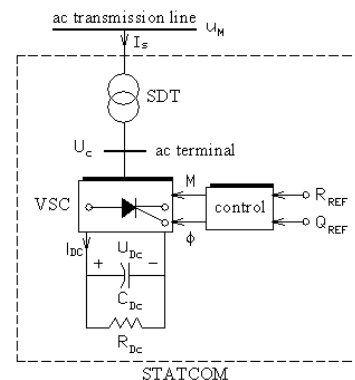 ac transmission line
U_M
I_s
SDT
U_c
ac terminal
M
VSC
control
R_REF
Q_REF
Φ
I_DC
+
U_Dc
−
C_Dc
R_Dc
STATCOM